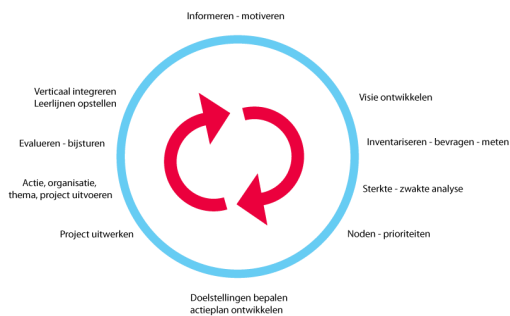 Informeren - motiveren
Visie ontwikkelen
Inventariseren - bevragen - meten
Sterkte - zwakte analyse
Noden - prioriteiten
Doelstellingen bepalen
actieplan ontwikkelen
Project uitwerken
Actie, organisatie,
thema, project uitvoeren
Evalueren - bijsturen
Verticaal integreren
Leerlijnen opstellen